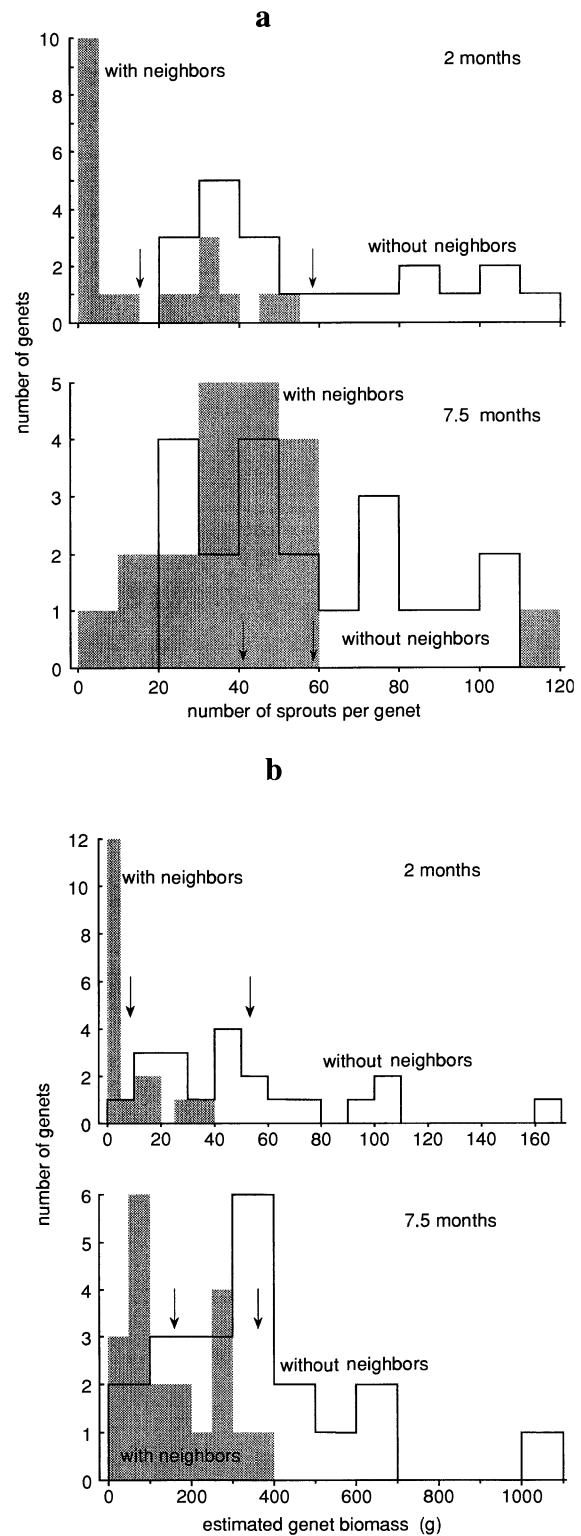 a
10
8
6
4
2
0
with neighbors
2 months
without neighbors
number of genets
5
4
3
2
1
0
with neighbors
7.5 months
without neighbors
0 20 40 60 80 100 120
number of sprouts per genet
b
12
10
8
6
4
2
0
with neighbors
2 months
without neighbors
0 20 40 60 80 100 120 140 160
number of genets
6
5
4
3
2
1
0
7.5 months
without neighbors
with neighbors
0 200 400 600 800 1000
estimated genet biomass (g)